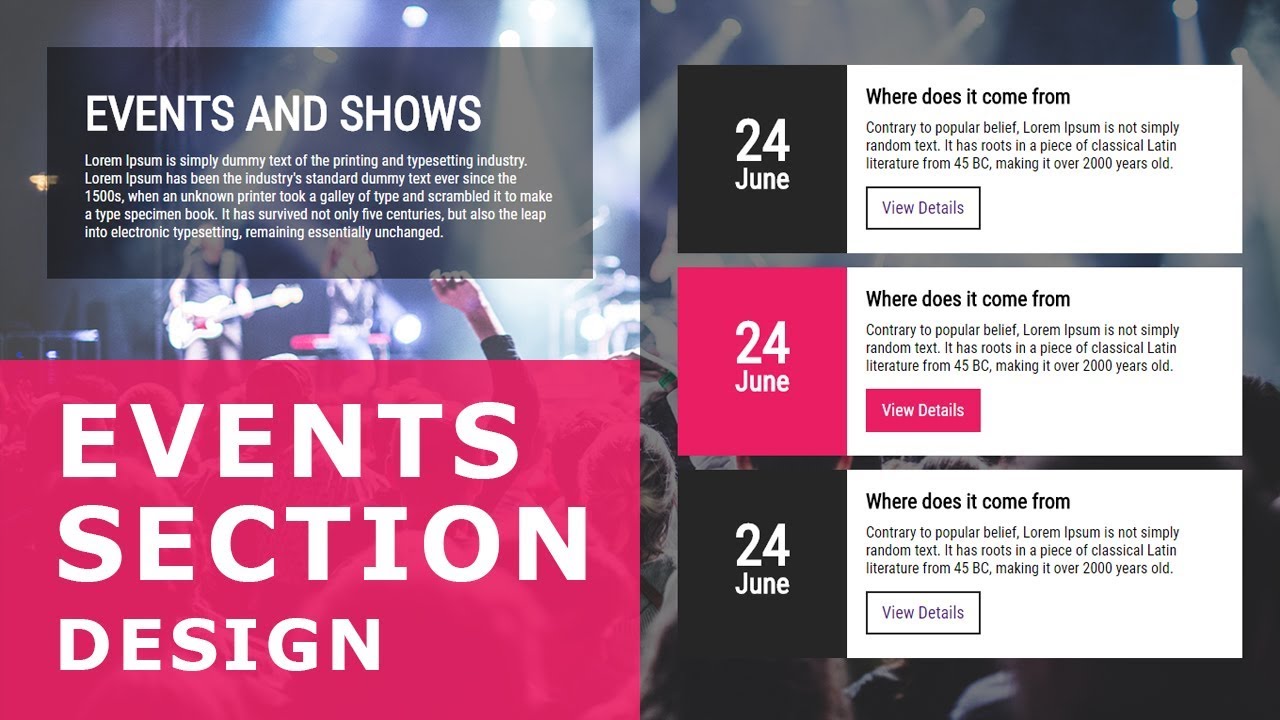 EVENTS AND SHOWS
Lorem Ipsum is simply dummy text of the printing and typesetting industry.
Lorem Ipsum has been the industry's standard dummy text ever since the
1500s, when an unknown printer took a galley of type and scrambled it to make
a type specimen book. It has survived not only five centuries, but also the leap
into electronic typesetting, remaining essentially unchanged.
EVENTS
SECTION
DESIGN
24
June
Where does it come from
Contrary to popular belief, Lorem Ipsum is not simply
random text. It has roots in a piece of classical Latin
literature from 45 BC, making it over 2000 years old.
View Details
24
June
Where does it come from
Contrary to popular belief, Lorem Ipsum is not simply
random text. It has roots in a piece of classical Latin
literature from 45 BC, making it over 2000 years old.
View Details
24
June
Where does it come from
Contrary to popular belief, Lorem Ipsum is not simply
random text. It has roots in a piece of classical Latin
literature from 45 BC, making it over 2000 years old.
View Details